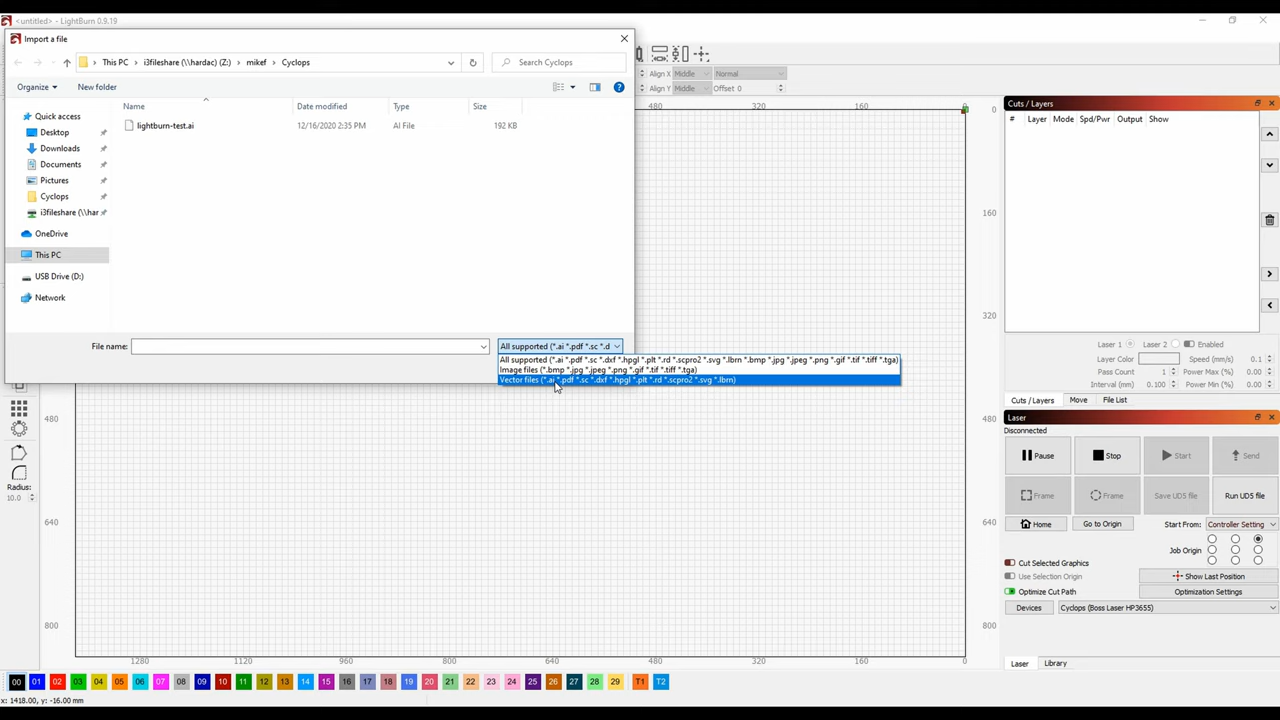 <untitled> - LightBurn 0.9.19
Import a file
This PC > i3fileshare (\\hardac) (Z:) > mikef > Cyclops
Search Cyclops
Organize
New folder
Name
Date modified
Type
Size
lightburn-test.ai
12/16/2020 2:35 PM
AI File
192 KB
Quick access
Desktop
Downloads
Documents
Pictures
Cyclops
i3fileshare (\\har
OneDrive
This PC
USB Drive (D:)
Network
File name:
All supported (*.ai *.pdf *.sc *.d
All supported (*.ai *.pdf *.sc *.dxf *.hpgl *.plt *.rd *.scpro2 *.svg *.lbrn *.bmp *.jpg *.jpeg *.png *.gif *.tif *.tiff *.tga)
Image files (*.bmp *.jpg *.jpeg *.png *.gif *.tif *.tiff *.tga)
Vector files (*.ai *.pdf *.sc *.dxf *.hpgl *.plt *.rd *.scpro2 *.svg *.lbrn)
Align X Middle Normal
Align Y Middle Offset 0
480 320 160 0
0
160
320
480
640
800
480
640
800
1280 1120 960 800 640 480 320 160 0
Radius:
10.0
Cuts / Layers
# Layer Mode Spd/Pwr Output Show
Laser 1 Laser 2 Enabled
Layer Color Speed (mm/s) 0.1
Pass Count 1 Power Max (%) 0.00
Interval (mm) 0.100 Power Min (%) 0.00
Cuts / Layers Move File List
Laser
Disconnected
Pause Stop Start Send
Frame Frame Save UD5 file Run UD5 file
Home Go to Origin Start From: Controller Setting
Job Origin
Cut Selected Graphics
Use Selection Origin
Show Last Position
Optimize Cut Path
Optimization Settings
Devices Cyclops (Boss Laser HP3655)
Laser Library
00 01 02 03 04 05 06 07 08 09 10 11 12 13 14 15 16 17 18 19 20 21 22 23 24 25 26 27 28 29 T1 T2
x: 1418.00, y: -16.00 mm